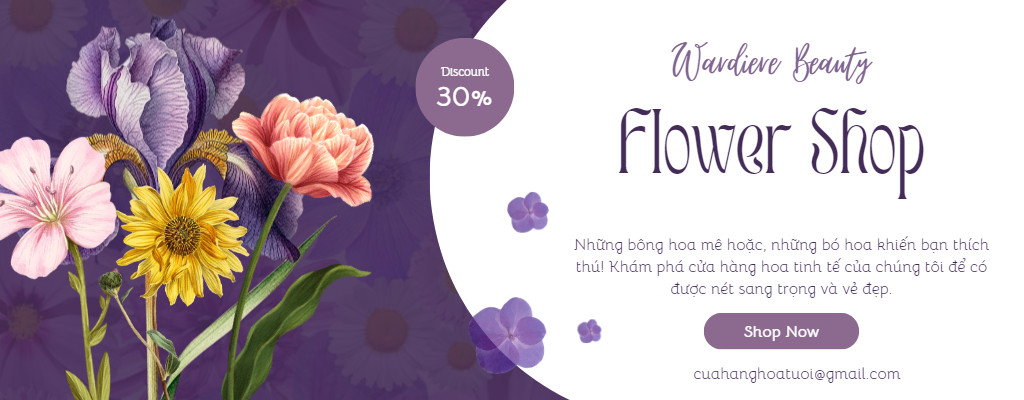 Discount
30%
Wardiere Beauty
Flower Shop
Những bông hoa mê hoặc, những bó hoa khiến bạn thích
thú! Khám phá cửa hàng hoa tinh tế của chúng tôi để có
được nét sang trọng và vẻ đẹp.
Shop Now
cuahanghoatuoi@gmail.com